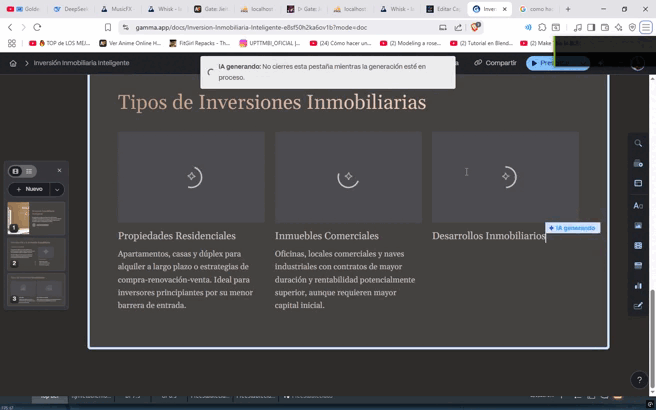 Goldc
DeepSeek
MusicFX
Whisk -
Gate: Jieit
localhost
Gate:
localhost
Whisk -
Editor Co
Inver
como ha
gamma.app/docs/Inversion-Inmobiliaria-Inteligente-e8sf50h2ka6ov1b?mode=doc
TOP de LOS MEJ...
Ver Anime Online H...
FitGirl Repacks - Th...
UPTTMBI_OFICIAL |...
(24) Cómo hacer un...
(2) Modeling a rose...
(2) Tutorial en Blend...
(2) Make
Inversión Inmobiliaria Inteligente
IA generando: No cierres esta pestaña mientras la generación esté en
proceso.
Compartir
Tipos de Inversiones Inmobiliarias
Nuevo
1
2
3
Propiedades Residenciales
Apartamentos, casas y dúplex para
alquiler a largo plazo o estrategias de
compra-renovación-venta. Ideal para
inversores principiantes por su menor
barrera de entrada.
Inmuebles Comerciales
Oficinas, locales comerciales y naves
industriales con contratos de mayor
duración y rentabilidad potencialmente
superior, aunque requieren mayor
capital inicial.
Desarrollos Inmobiliarios
IA generando
Aa
?